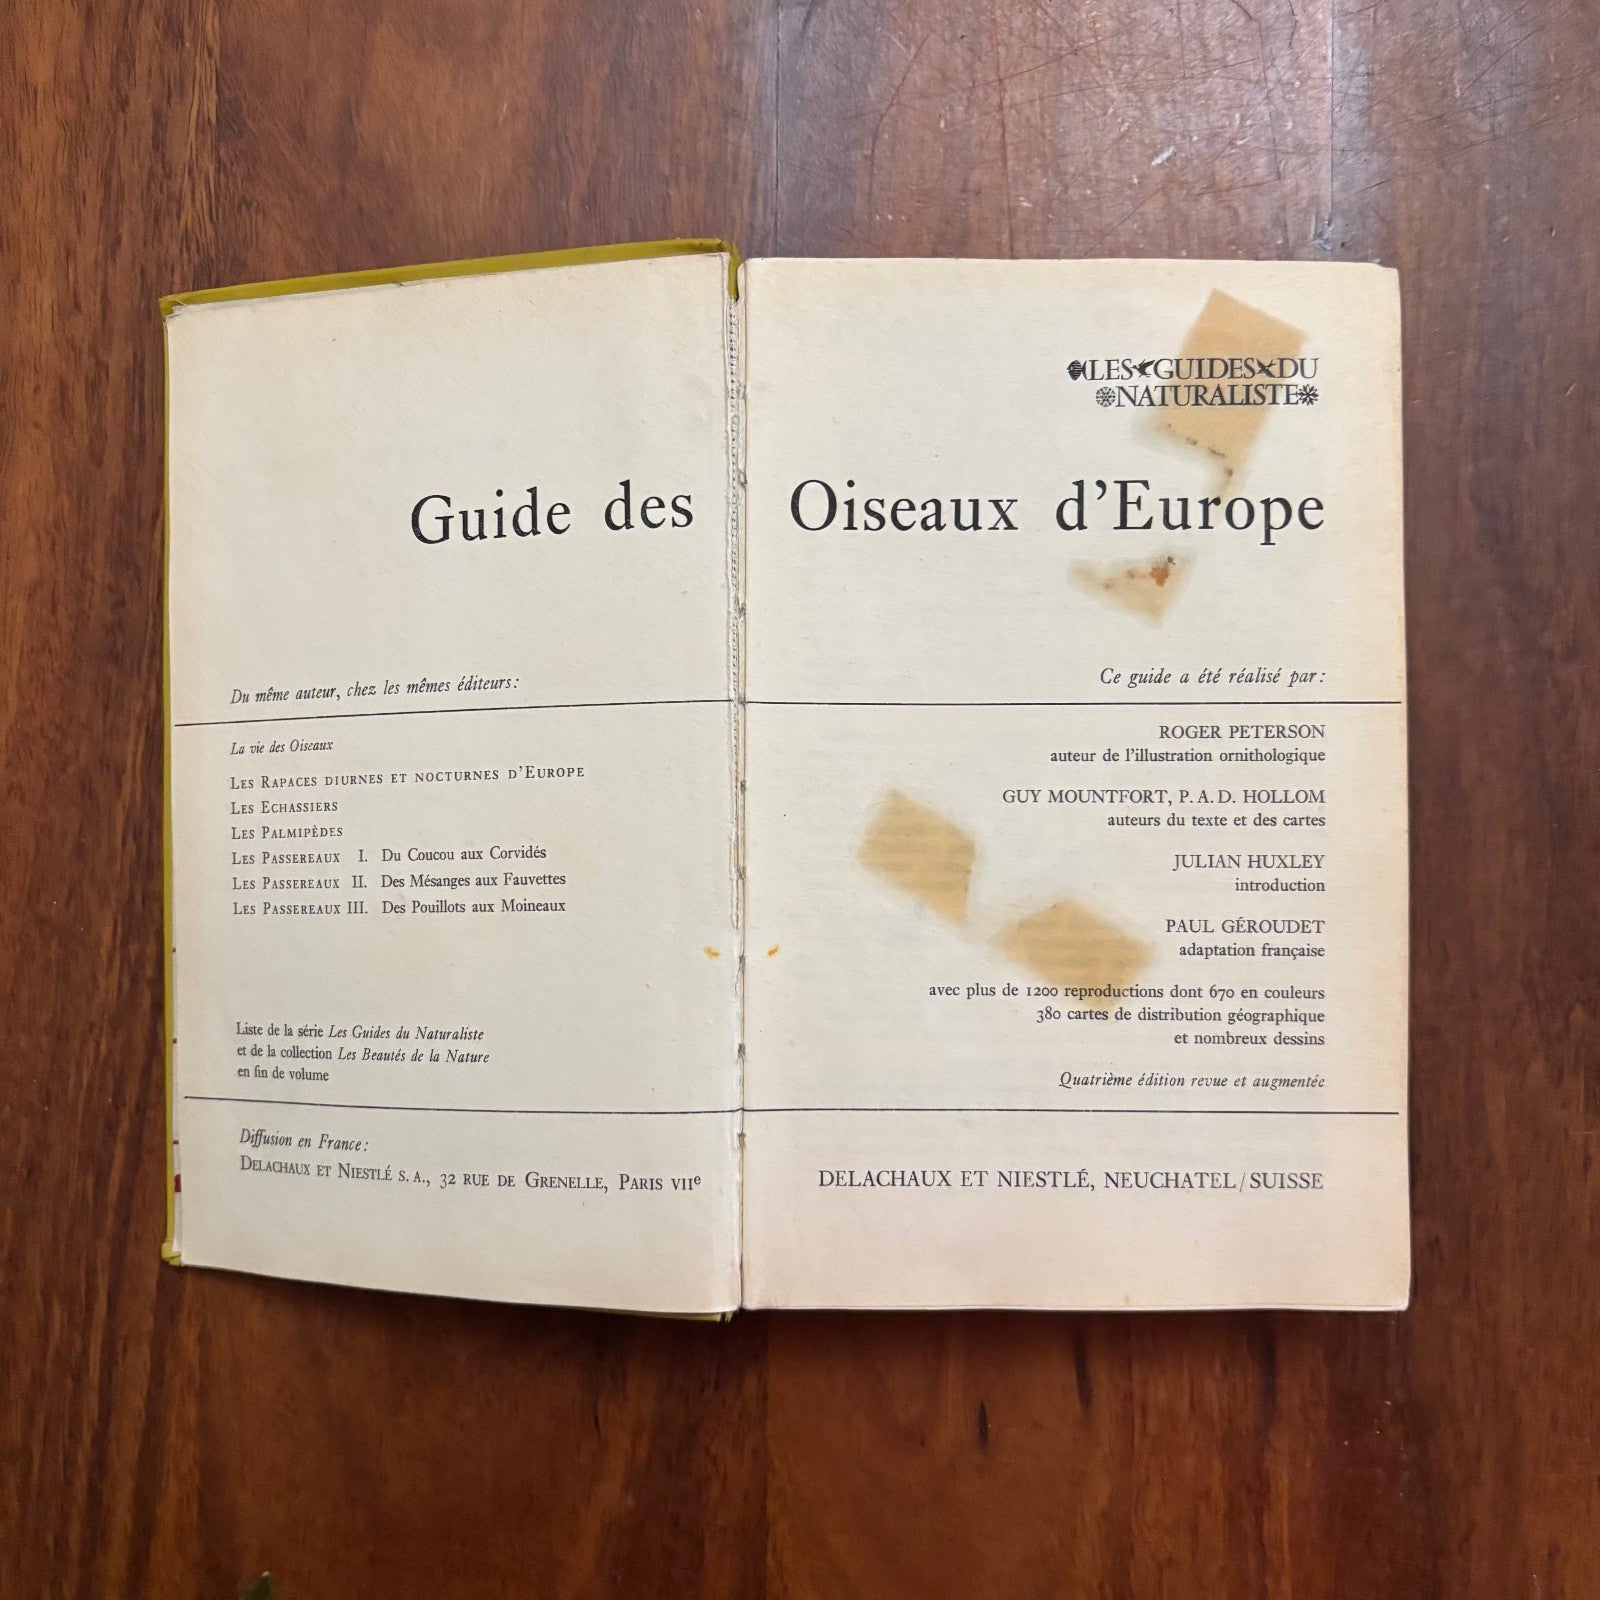 Guide des
Du même auteur, chez les mêmes éditeurs:
La vie des Oiseaux
LES RAPACES DIURNES ET NOCTURNES D'EUROPE
LES ECHASSIERS
LES PALMIPÈDES
LES PASSEREAUX I. Du Coucou aux Corvidés
LES PASSEREAUX II. Des Mésanges aux Fauvettes
LES PASSEREAUX III. Des Pouillots aux Moineaux
Liste de la série Les Guides du Naturaliste
et de la collection Les Beautés de la Nature
en fin de volume
Diffusion en France:
DELACHAUX ET NIESTLÉ S. A., 32 RUE DE GRENELLE, PARIS VIIe
LES GUIDES DU
NATURALISTE
Oiseaux d'Europe
Ce guide a été réalisé par:
ROGER PETERSON
auteur de l'illustration ornithologique
GUY MOUNTFORT, P.A.D. HOLLOM
auteurs du texte et des cartes
JULIAN HUXLEY
introduction
PAUL GÉROUDET
adaptation française
avec plus de 1200 reproductions dont 670 en couleurs
380 cartes de distribution géographique
et nombreux dessins
Quatrième édition revue et augmentée
DELACHAUX ET NIESTLÉ, NEUCHATEL/SUISSE